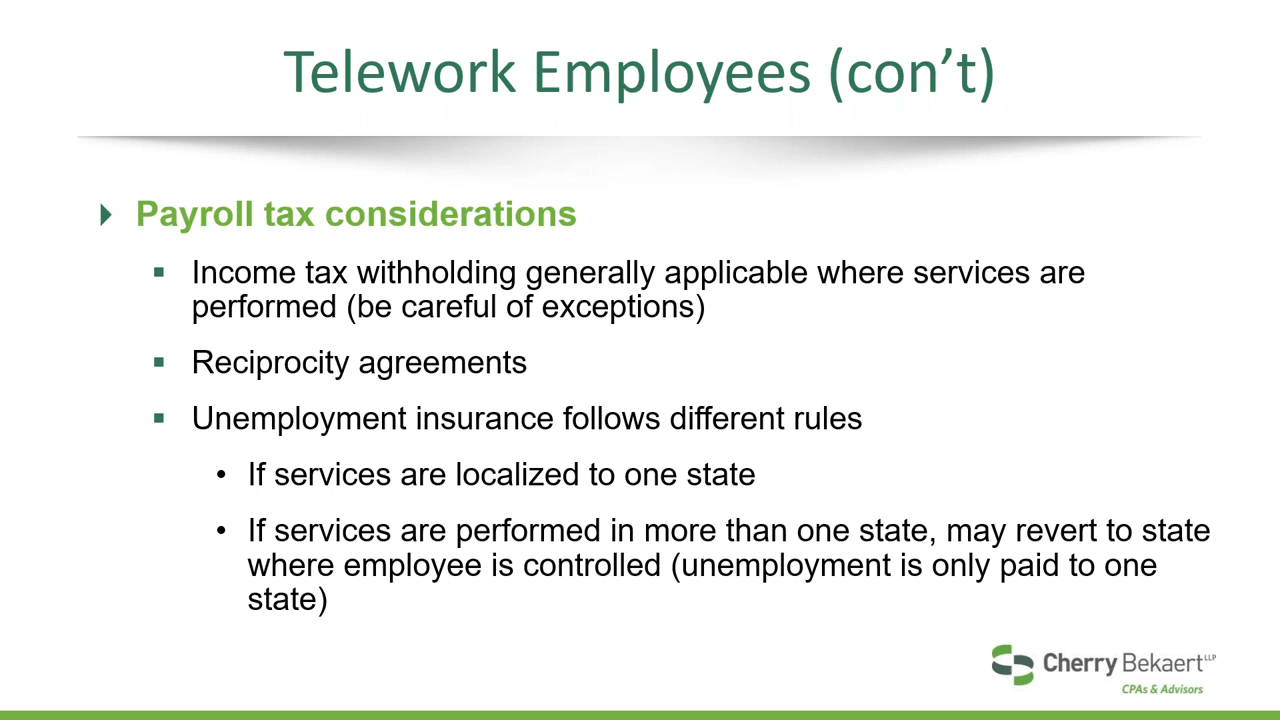 Telework Employees (con’t)
Payroll tax considerations
Income tax withholding generally applicable where services are
performed (be careful of exceptions)
Reciprocity agreements
Unemployment insurance follows different rules
• If services are localized to one state
• If services are performed in more than one state, may revert to state
where employee is controlled (unemployment is only paid to one
state)
Cherry Bekaert LLP
CPAs & Advisors